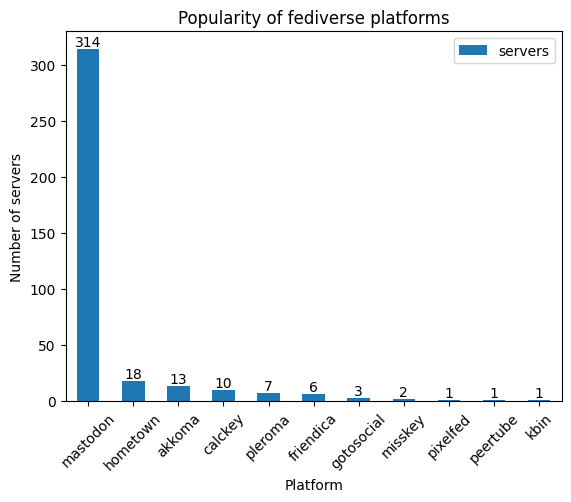 Popularity of fediverse platforms
servers
Number of servers
300
250
200
150
100
50
0
314
18
13
10
7
6
3
2
1
1
1
mastodon
hometown
akkoma
calckey
pleroma
friendica
gotosocial
misskey
pixelfed
peertube
kbin
Platform